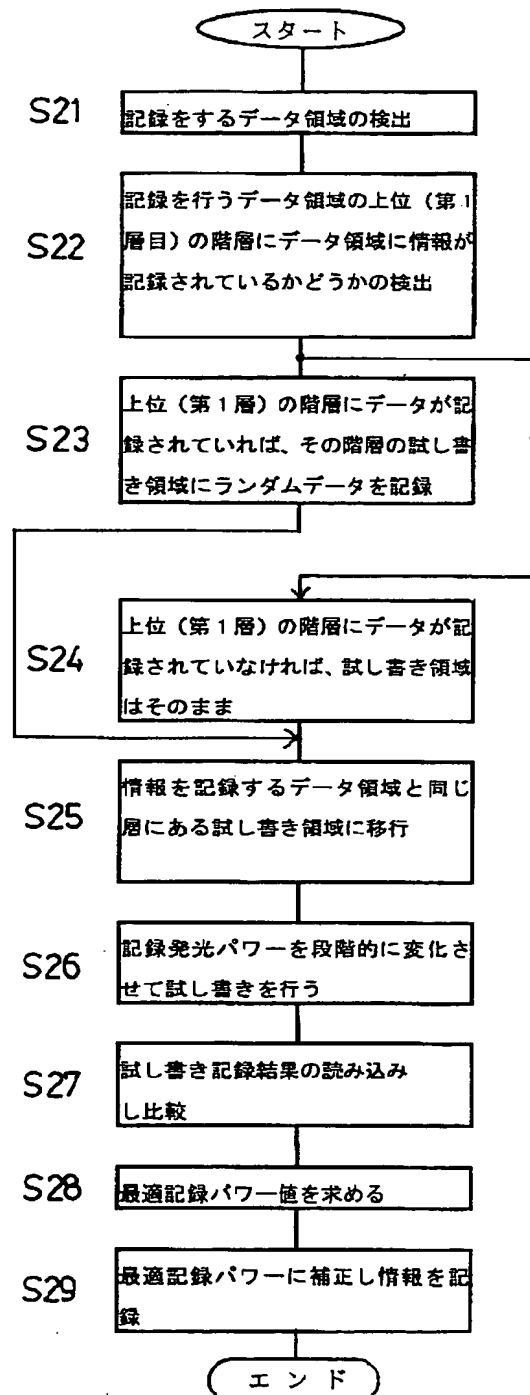 スタート
S21
記録をするデータ領域の検出
S22
記録を行うデータ領域の上位（第1
層目）の階層にデータ領域に情報が
記録されているかどうかの検出
S23
上位（第1層）の階層にデータが記
録されていれば、その階層の試し書
き領域にランダムデータを記録
S24
上位（第1層）の階層にデータが記
録されていなければ、試し書き領域
はそのまま
S25
情報を記録するデータ領域と同じ
層にある試し書き領域に移行
S26
記録発光パワーを段階的に変化さ
せて試し書きを行う
S27
試し書き記録結果の読み込み
し比較
S28
最適記録パワー値を求める
S29
最適記録パワーに補正し情報を記
録
エンド